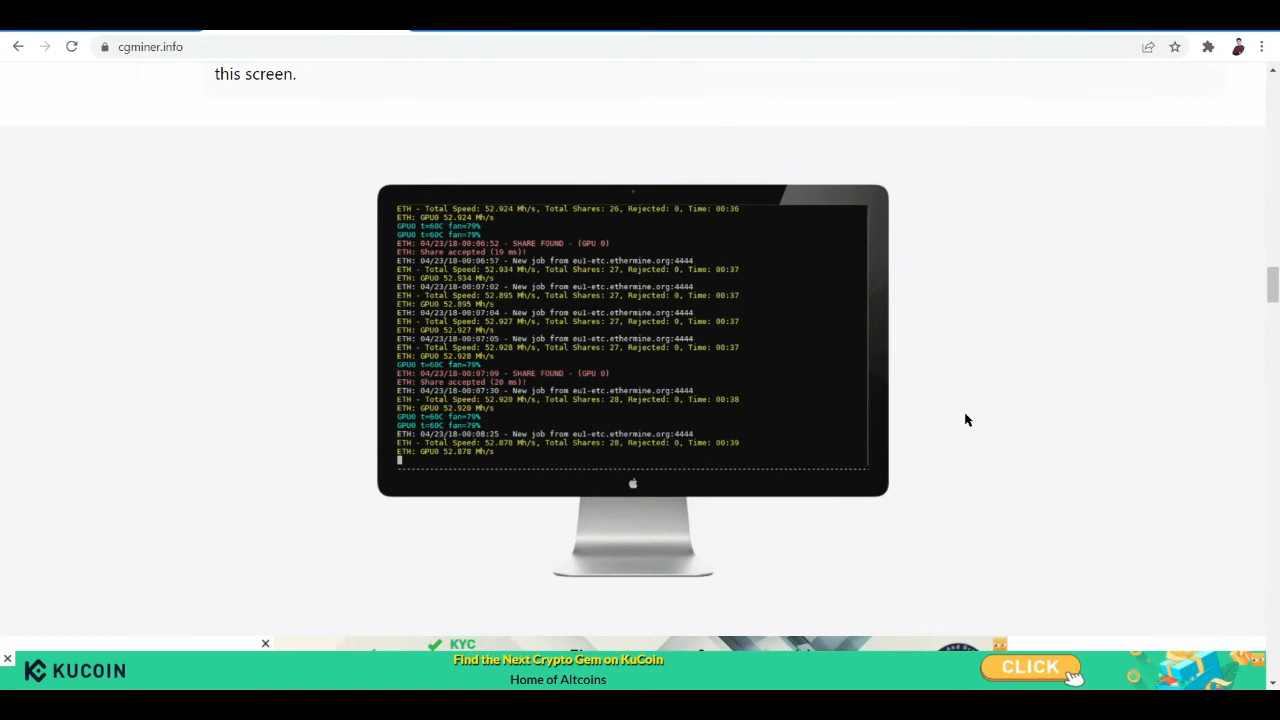 cgminer.info
this screen.
ETH - Total Speed: 52.924 Mh/s, Total Shares: 26, Rejected: 0, Time: 00:36
ETH: GPU0 52.924 Mh/s
GPU0 t=60C fan=79%
GPU0 t=60C fan=79%
ETH: 04/23/18-00:06:52 - SHARE FOUND - (GPU 0)
ETH: Share accepted (19 ms)!
ETH: 04/23/18-00:06:57 - New job from eu1-etc.ethermine.org:4444
ETH - Total Speed: 52.934 Mh/s, Total Shares: 27, Rejected: 0, Time: 00:37
ETH: GPU0 52.934 Mh/s
ETH: 04/23/18-00:07:02 - New job from eu1-etc.ethermine.org:4444
ETH - Total Speed: 52.895 Mh/s, Total Shares: 27, Rejected: 0, Time: 00:37
ETH: GPU0 52.895 Mh/s
ETH: 04/23/18-00:07:04 - New job from eu1-etc.ethermine.org:4444
ETH - Total Speed: 52.927 Mh/s, Total Shares: 27, Rejected: 0, Time: 00:37
ETH: GPU0 52.927 Mh/s
ETH: 04/23/18-00:07:05 - New job from eu1-etc.ethermine.org:4444
ETH - Total Speed: 52.928 Mh/s, Total Shares: 27, Rejected: 0, Time: 00:37
ETH: GPU0 52.928 Mh/s
GPU0 t=60C fan=79%
ETH: 04/23/18-00:07:09 - SHARE FOUND - (GPU 0)
ETH: Share accepted (20 ms)!
ETH: 04/23/18-00:07:30 - New job from eu1-etc.ethermine.org:4444
ETH - Total Speed: 52.920 Mh/s, Total Shares: 28, Rejected: 0, Time: 00:38
ETH: GPU0 52.920 Mh/s
GPU0 t=60C fan=79%
GPU0 t=60C fan=79%
ETH: 04/23/18-00:08:25 - New job from eu1-etc.ethermine.org:4444
ETH - Total Speed: 52.878 Mh/s, Total Shares: 28, Rejected: 0, Time: 00:39
ETH: GPU0 52.878 Mh/s
KYC
KUCOIN
Find the Next Crypto Gem on KuCoin
Home of Altcoins
CLICK